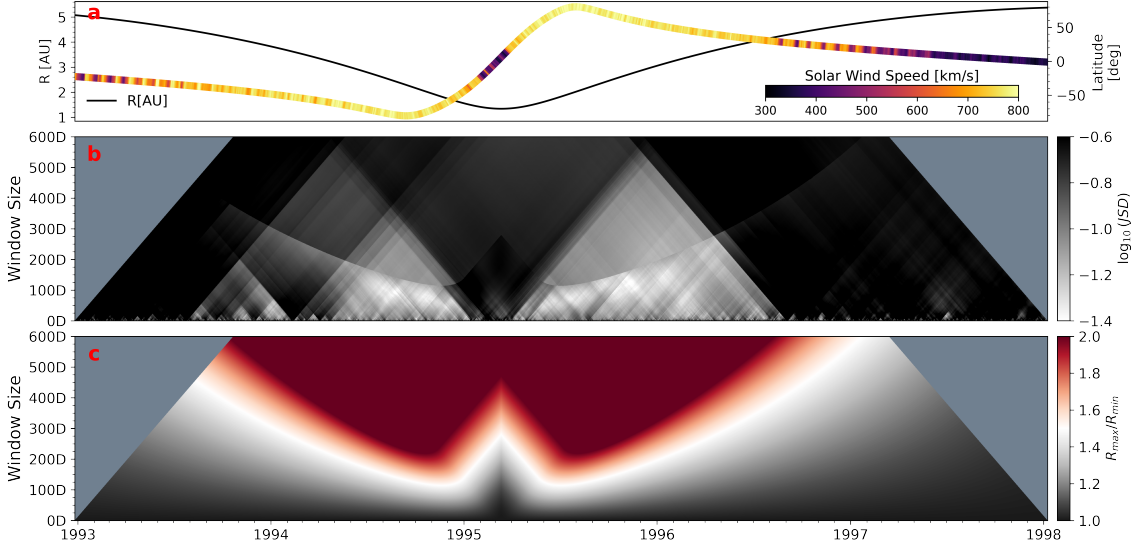 a
R [AU]
5
4
3
2
1
R[AU]
Solar Wind Speed [km/s]
300 400 500 600 700 800
50
0
−50
Latitude
[deg]
b
Window Size
600D
500D
400D
300D
200D
100D
0D
−0.6
−0.8
−1.0
−1.2
−1.4
log10(JSD)
c
Window Size
600D
500D
400D
300D
200D
100D
0D
2.0
1.8
1.6
1.4
1.2
1.0
Rmax/Rmin
1993 1994 1995 1996 1997 1998